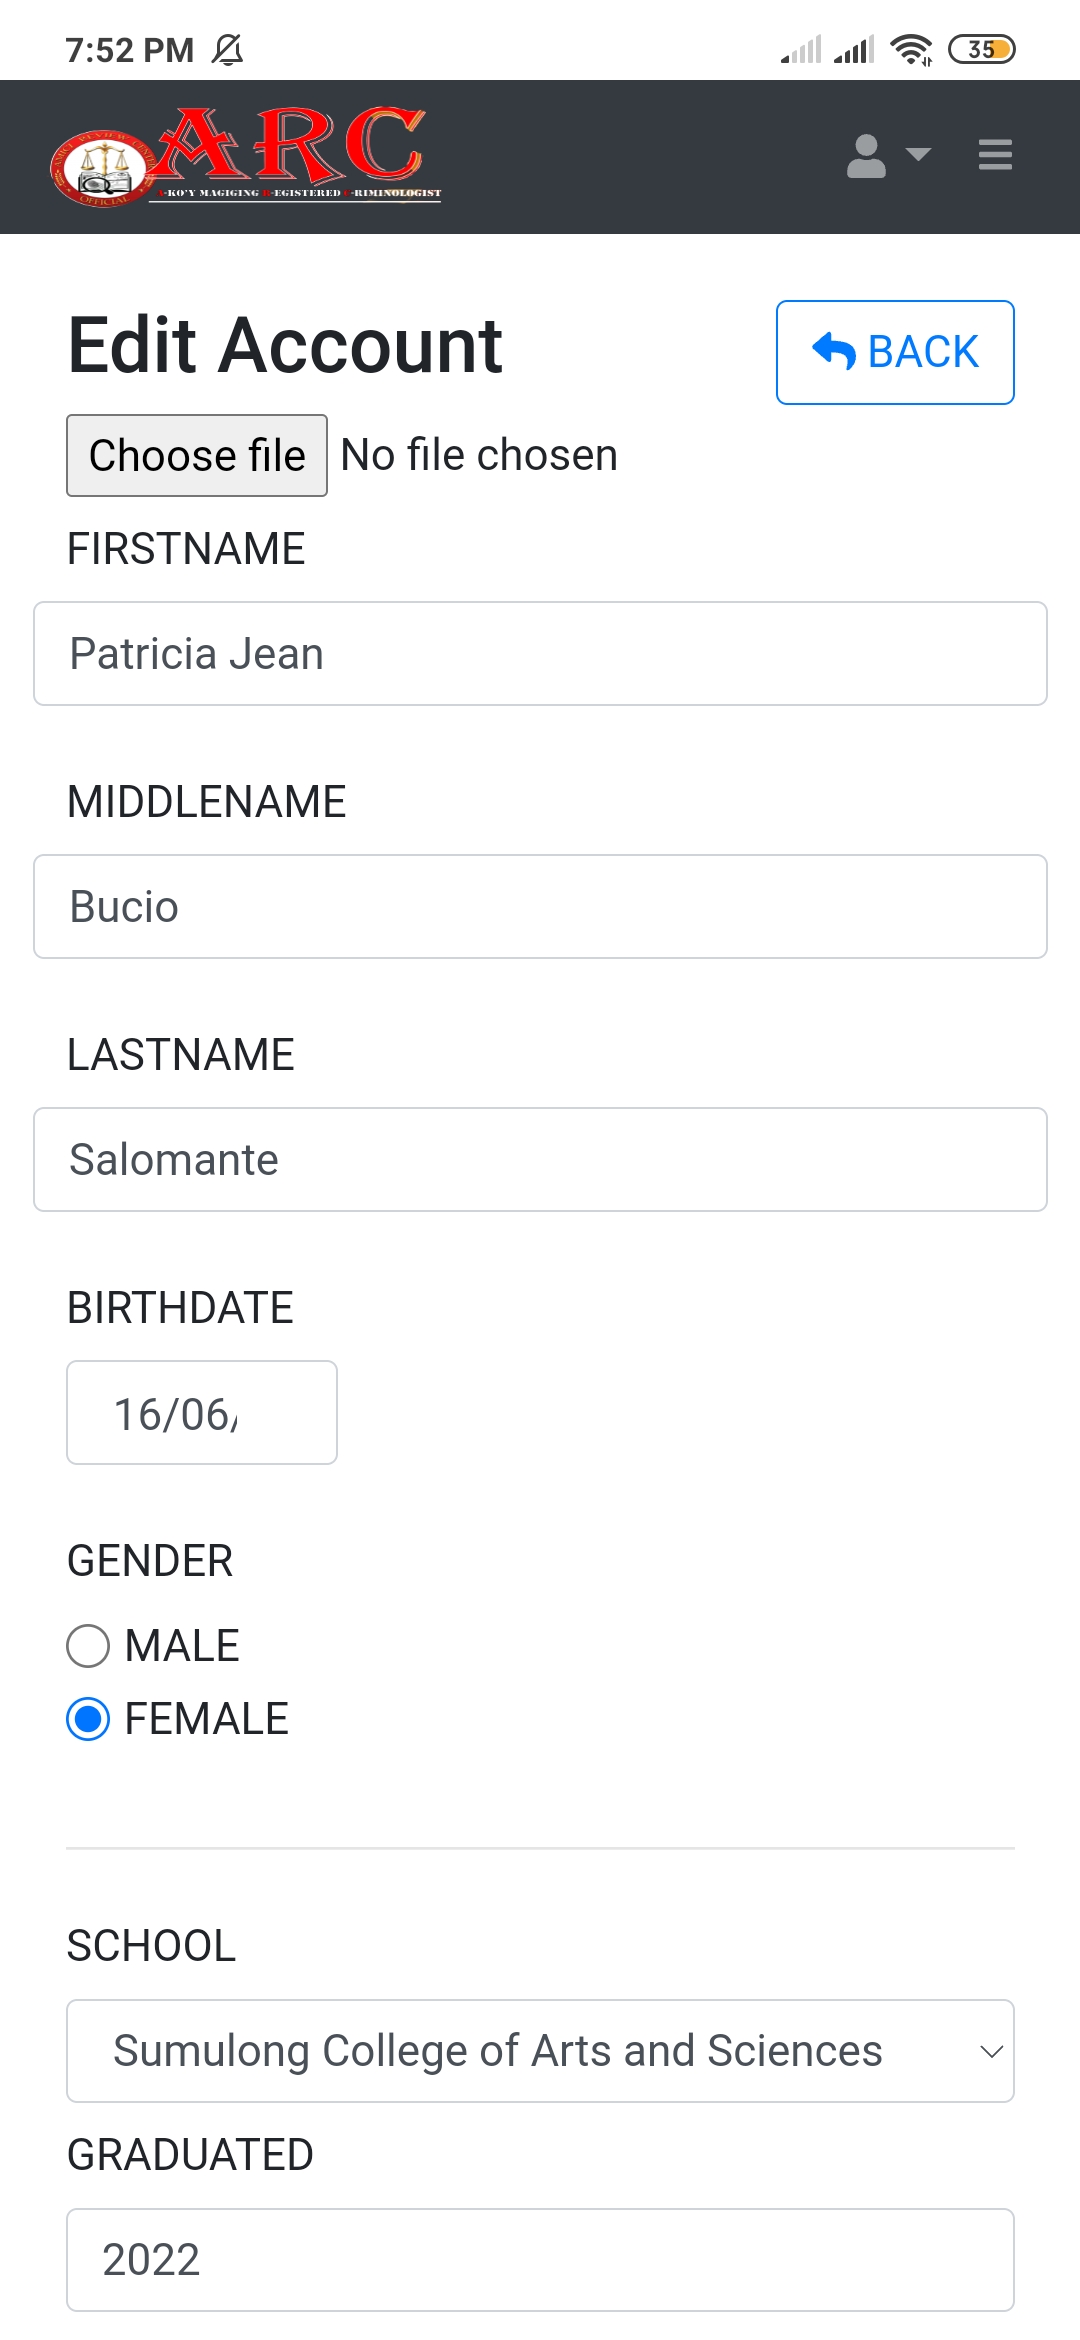 7:52 PM
35
ARC
-KO'Y MAGIGING R-EGISTERED C-RIMINOLOGIST
OFFICIAL
Edit Account
BACK
Choose file No file chosen
FIRSTNAME
Patricia Jean
MIDDLENAME
Bucio
LASTNAME
Salomante
BIRTHDATE
16/06/
GENDER
MALE
FEMALE
SCHOOL
Sumulong College of Arts and Sciences
GRADUATED
2022